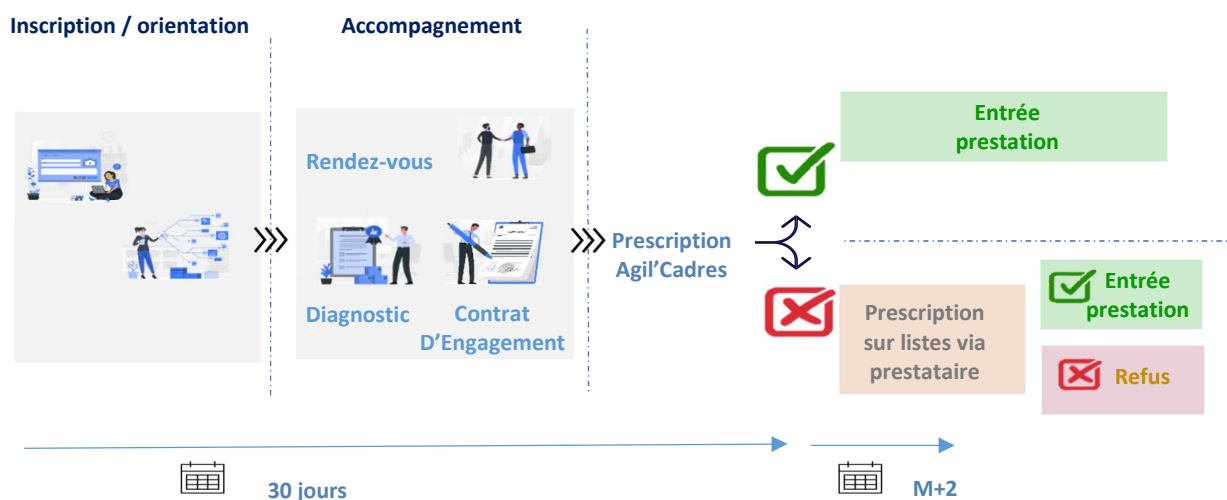 Inscription / orientation
Accompagnement
Rendez-vous
Diagnostic
Contrat
D’Engagement
Prescription
Agil’Cadres
Entrée
prestation
Prescription
sur listes via
prestataire
Entrée
prestation
Refus
30 jours
M+2